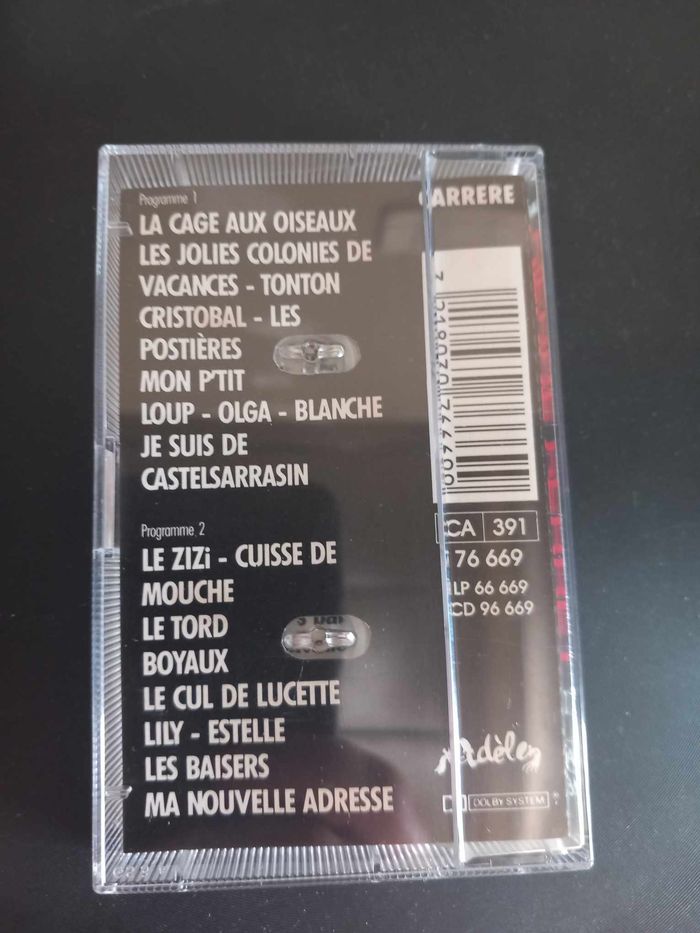 Programme 1
LA CAGE AUX OISEAUX
LES JOLIES COLONIES DE
VACANCES - TONTON
CRISTOBAL - LES
POSTIÈRES
MON P'TIT
LOUP - OLGA - BLANCHE
JE SUIS DE
CASTELSARRASIN
Programme 2
LE ZIZi - CUISSE DE
MOUCHE
LE TORD
BOYAUX
LE CUL DE LUCETTE
LILY - ESTELLE
LES BAISERS
MA NOUVELLE ADRESSE
CARRERE
CA 391
76 669
LP 66 669
CD 96 669
DOLBY SYSTEM